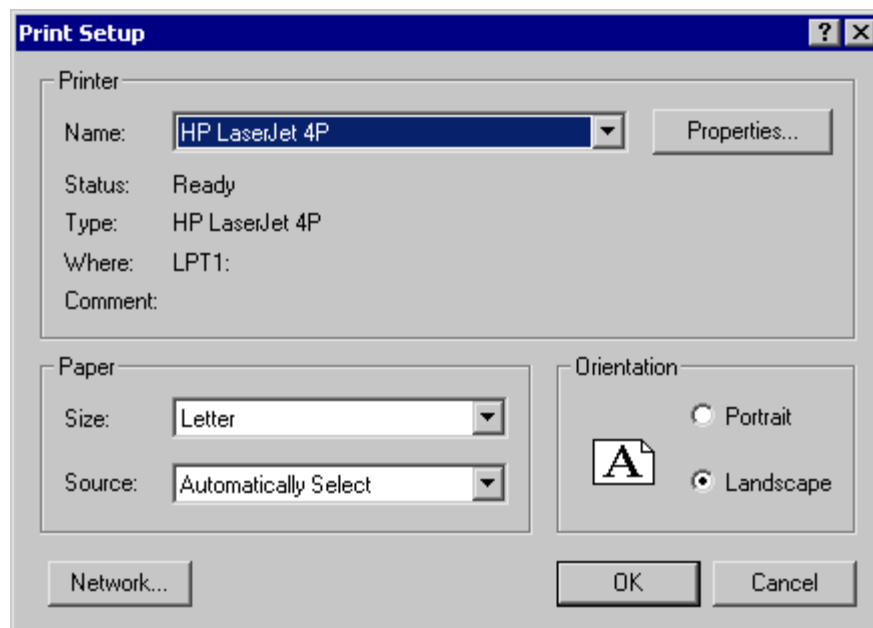 Print Setup
Printer
Name: HP LaserJet 4P Properties...
Status: Ready
Type: HP LaserJet 4P
Where: LPT1:
Comment:
Paper
Size: Letter
Source: Automatically Select
Orientation
A
Portrait
Landscape
Network... OK Cancel